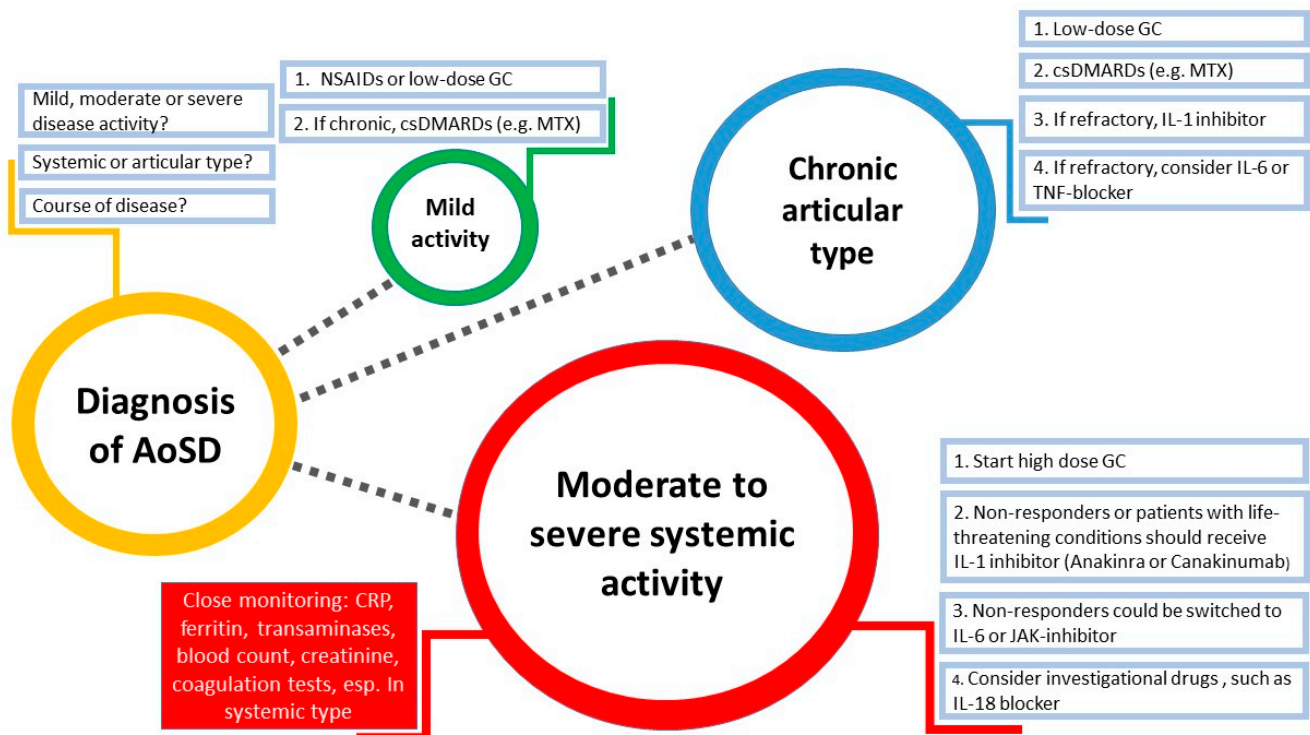 Mild, moderate or severe
disease activity?
Systemic or articular type?
Course of disease?
Diagnosis
of AoSD
1. NSAIDs or low-dose GC
2. If chronic, csDMARDs (e.g. MTX)
Mild
activity
Chronic
articular
type
1. Low-dose GC
2. csDMARDs (e.g. MTX)
3. If refractory, IL-1 inhibitor
4. If refractory, consider IL-6 or
TNF-blocker
Moderate to
severe systemic
activity
Close monitoring: CRP,
ferritin, transaminases,
blood count, creatinine,
coagulation tests, esp. In
systemic type
1. Start high dose GC
2. Non-responders or patients with life-
threatening conditions should receive
IL-1 inhibitor (Anakinra or Canakinumab)
3. Non-responders could be switched to
IL-6 or JAK-inhibitor
4. Consider investigational drugs , such as
IL-18 blocker